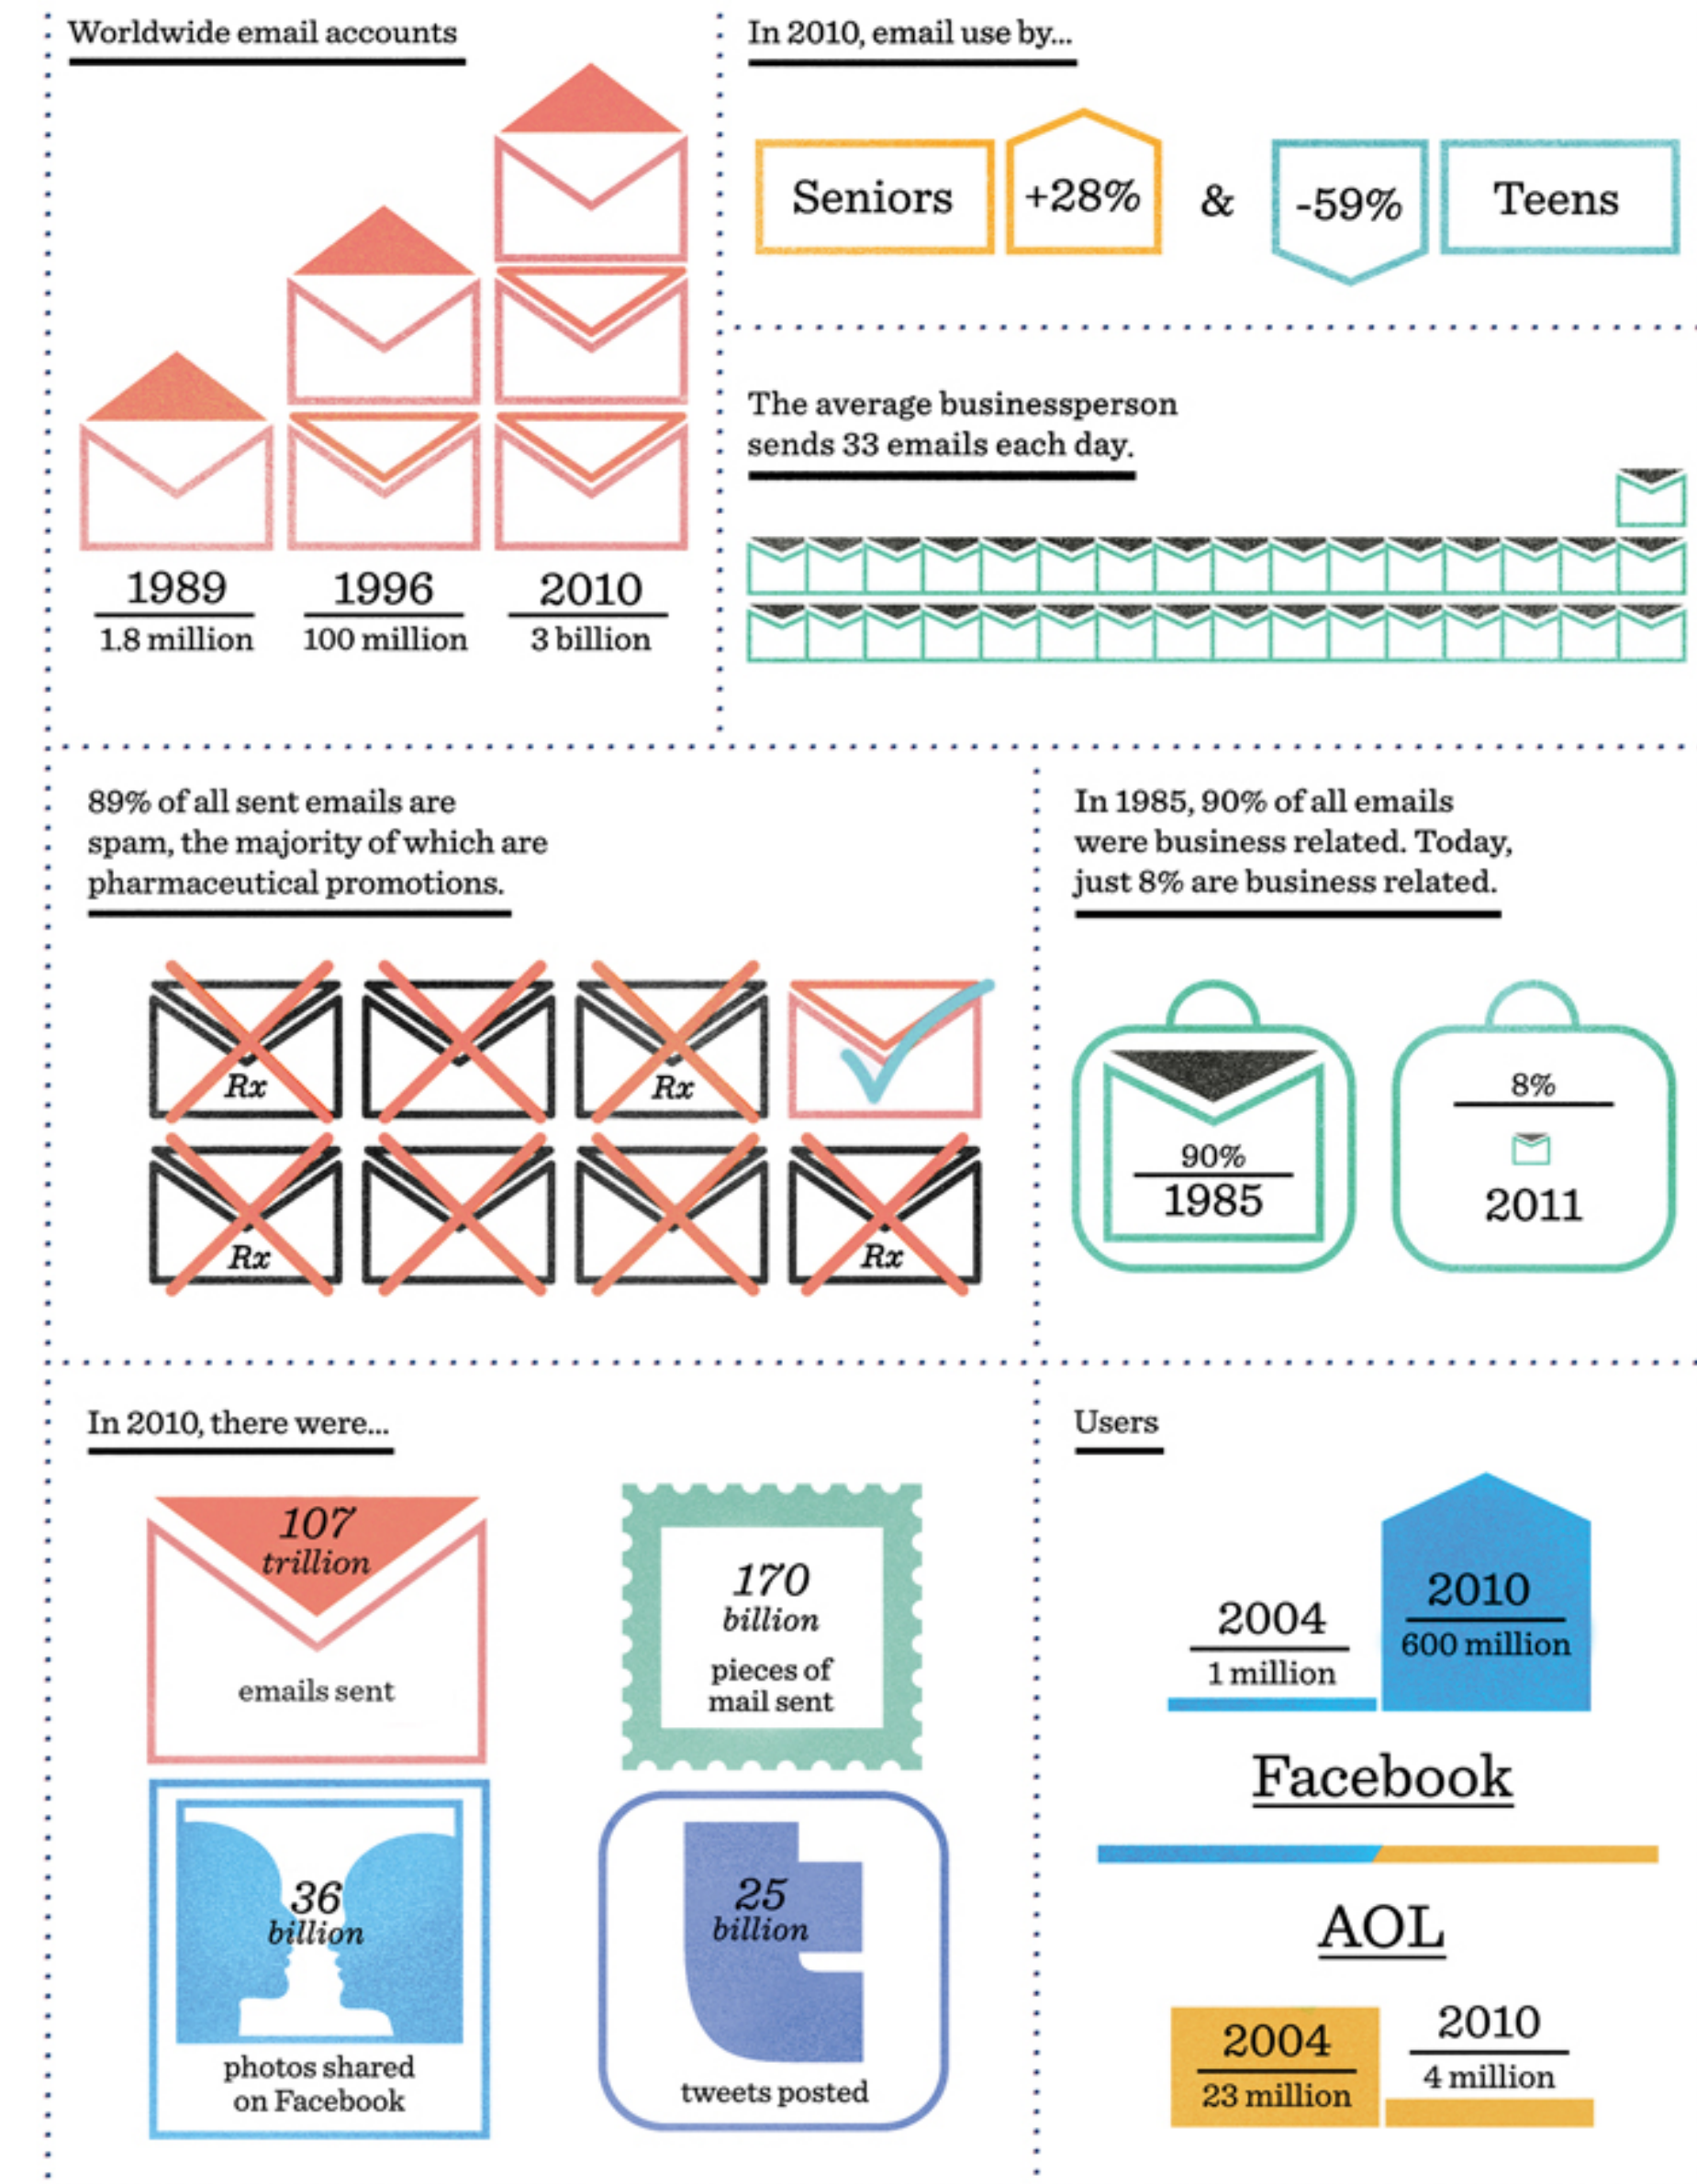 Worldwide email accounts
1989
1.8 million
1996
100 million
2010
3 billion
In 2010, email use by...
Seniors
+28%
&
-59%
Teens
The average businessperson
sends 33 emails each day.
89% of all sent emails are
spam, the majority of which are
pharmaceutical promotions.
Rx
Rx
Rx
Rx
In 1985, 90% of all emails
were business related. Today,
just 8% are business related.
90%
1985
8%
2011
In 2010, there were...
107
trillion
emails sent
170
billion
pieces of
mail sent
36
billion
photos shared
on Facebook
25
billion
tweets posted
Users
2004
1 million
2010
600 million
Facebook
AOL
2004
23 million
2010
4 million